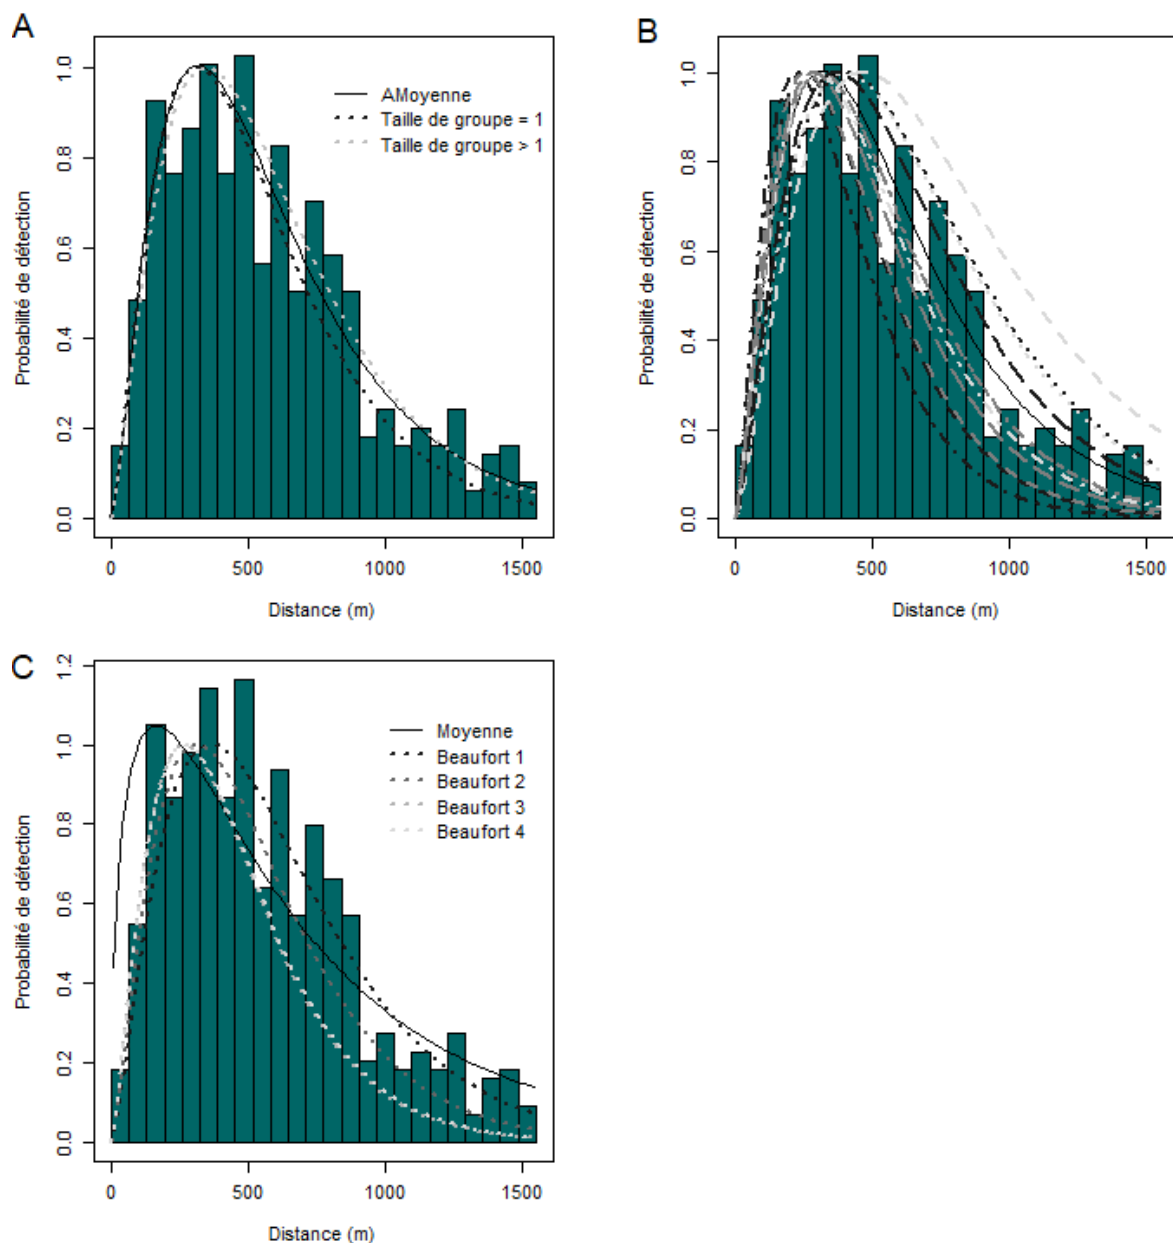 A
AMoyenne
Taille de groupe = 1
Taille de groupe > 1
Probabilité de détection
0.0
0.2
0.4
0.6
0.8
1.0
0
500
1000
1500
Distance (m)
B
Probabilité de détection
0.0
0.2
0.4
0.6
0.8
1.0
0
500
1000
1500
Distance (m)
C
Moyenne
Beaufort 1
Beaufort 2
Beaufort 3
Beaufort 4
Probabilité de détection
0.0
0.2
0.4
0.6
0.8
1.0
1.2
0
500
1000
1500
Distance (m)